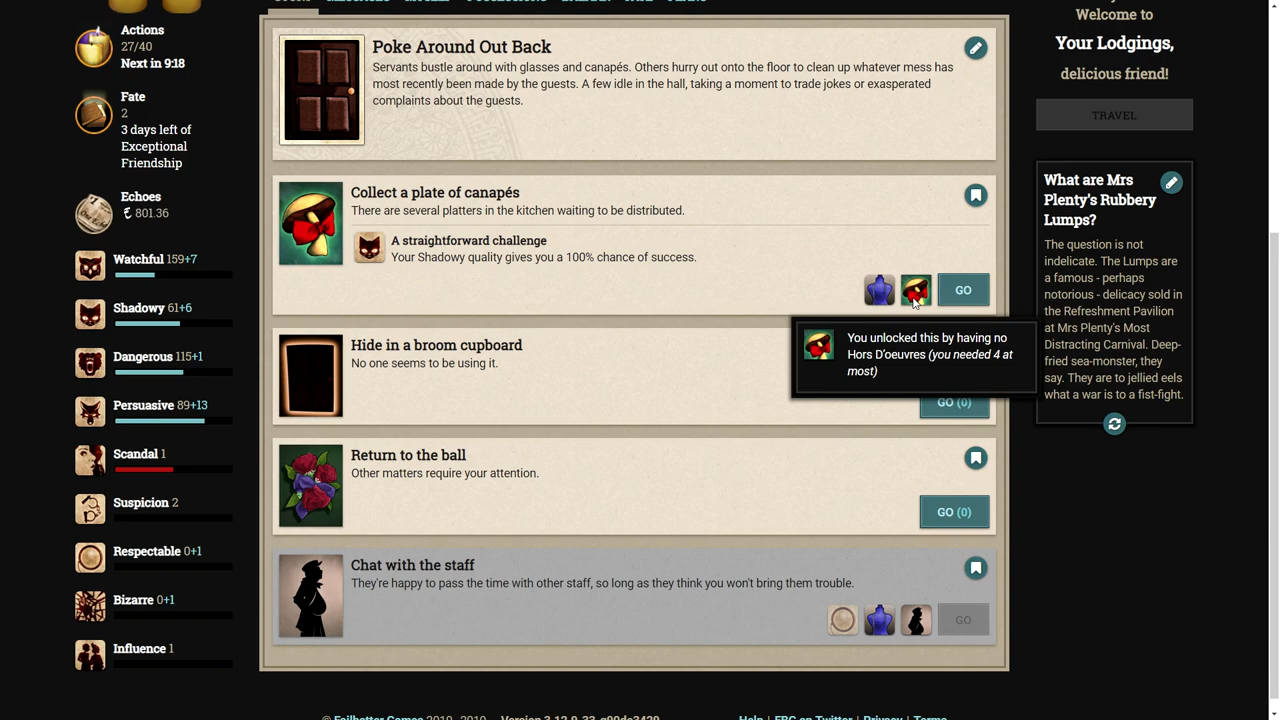 Actions
27/40
Next in 9:18
Fate
2
3 days left of
Exceptional
Friendship
Echoes
801.36
Watchful 159+7
Shadowy 61+6
Dangerous 115+1
Persuasive 89+13
Scandal 1
Suspicion 2
Respectable 0+1
Bizarre 0+1
Influence 1
Poke Around Out Back
Servants bustle around with glasses and canapés. Others hurry out onto the floor to clean up whatever mess has
most recently been made by the guests. A few idle in the hall, taking a moment to trade jokes or exasperated
complaints about the guests.
Collect a plate of canapés
There are several platters in the kitchen waiting to be distributed.
A straightforward challenge
Your Shadowy quality gives you a 100% chance of success.
GO
You unlocked this by having no
Hors D'oeuvres (you needed 4 at
most)
Hide in a broom cupboard
No one seems to be using it.
GO (0)
Return to the ball
Other matters require your attention.
GO (0)
Chat with the staff
They're happy to pass the time with other staff, so long as they think you won't bring them trouble.
GO
Welcome to
Your Lodgings,
delicious friend!
TRAVEL
What are Mrs
Plenty's Rubbery
Lumps?
The question is not
indelicate. The Lumps are
a famous - perhaps
notorious - delicacy sold in
the Refreshment Pavilion
at Mrs Plenty's Most
Distracting Carnival. Deep-
fried sea-monster, they
say. They are to jellied eels
what a war is to a fist-fight.